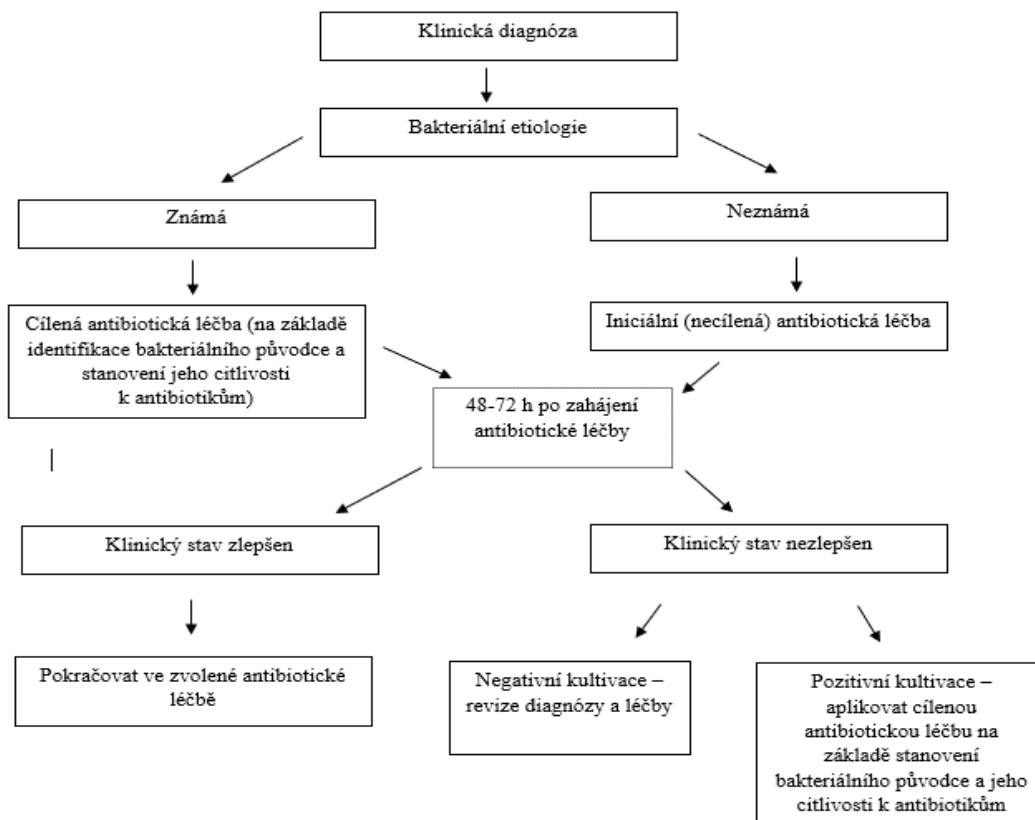 Klinická diagnóza
Bakteriální etiologie
Známá
Neznámá
Cílená antibiotická léčba (na základě
identifikace bakteriálního původce a
stanovení jeho citlivosti
k antibiotikům)
Iniciální (necílená) antibiotická léčba
48-72 h po zahájení
antibiotické léčby
Klinický stav zlepšen
Klinický stav nezlepšen
Pokračovat ve zvolené antibiotické
léčbě
Negativní kultivace –
revize diagnózy a léčby
Pozitivní kultivace –
aplikovat cílenou
antibiotickou léčbu na
základě stanovení
bakteriálního původce a jeho
citlivosti k antibiotikům